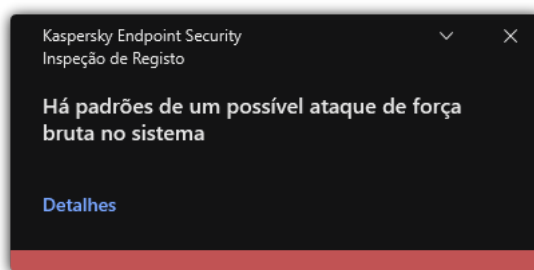 Kaspersky Endpoint Security
Inspeção de Registo
Há padrões de um possível ataque de força
bruta no sistema
Detalhes